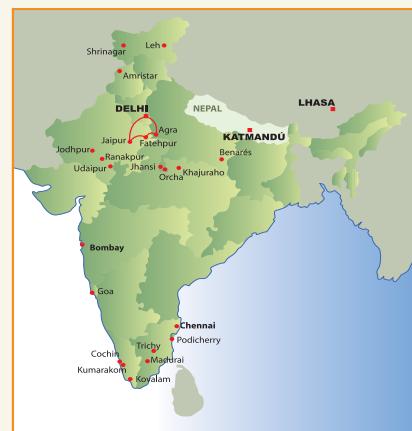 Leh
Shrinagar
Amristar
DELHI
NEPAL
LHASA
Agra
KATMANDÚ
Jaipur
Fatehpur
Jodhpur
Ranakpur
Benarés
Udaipur
Jhansi
Khajuraho
Orcha
Bombay
Goa
Chennai
Podicherry
Trichy
Cochin
Madurai
Kumarakom
Kovalam